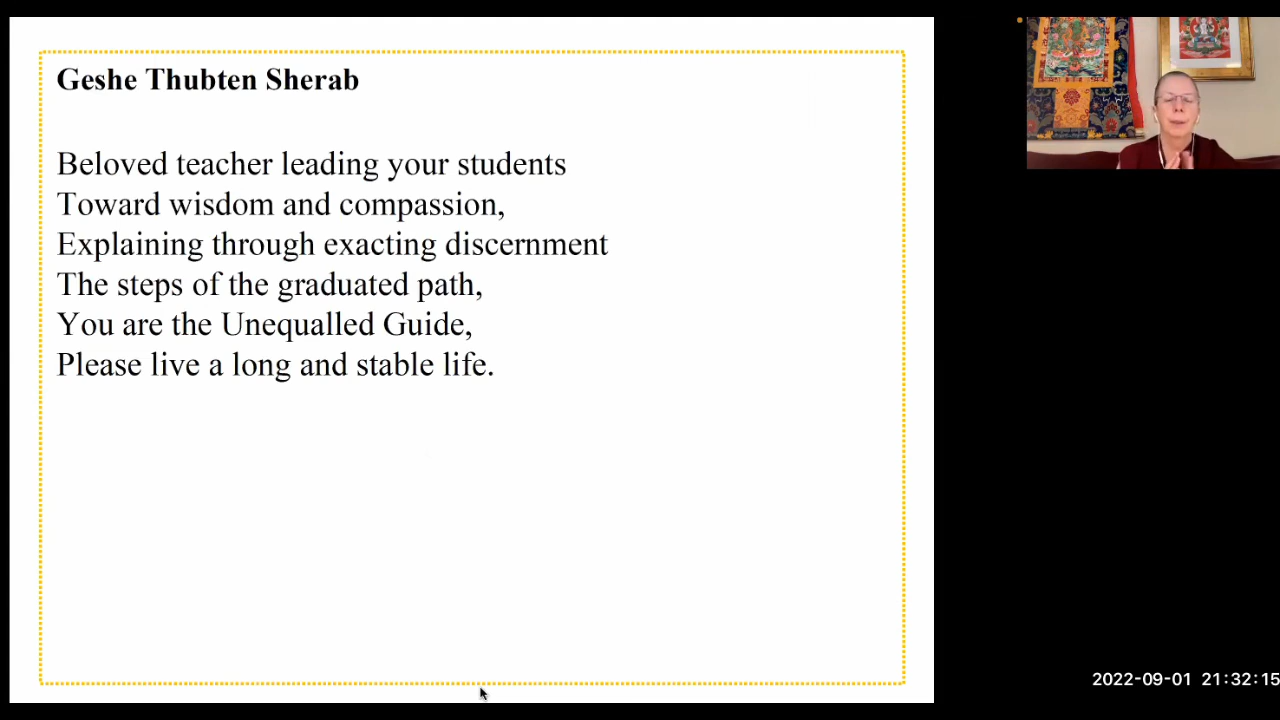 Geshe Thubten Sherab
Beloved teacher leading your students
Toward wisdom and compassion,
Explaining through exacting discernment
The steps of the graduated path,
You are the Unequalled Guide,
Please live a long and stable life.
2022-09-01 21:32:15